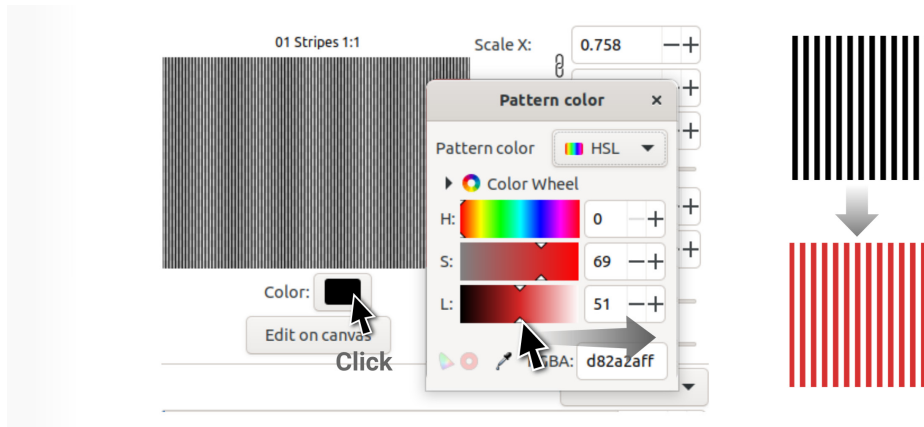 01 Stripes 1:1
Scale X:
0.758
Pattern color
Pattern color
HSL
Color Wheel
H:
0
S:
69
L:
51
Color:
Edit on canvas
Click
RGBA:
d82a2aff